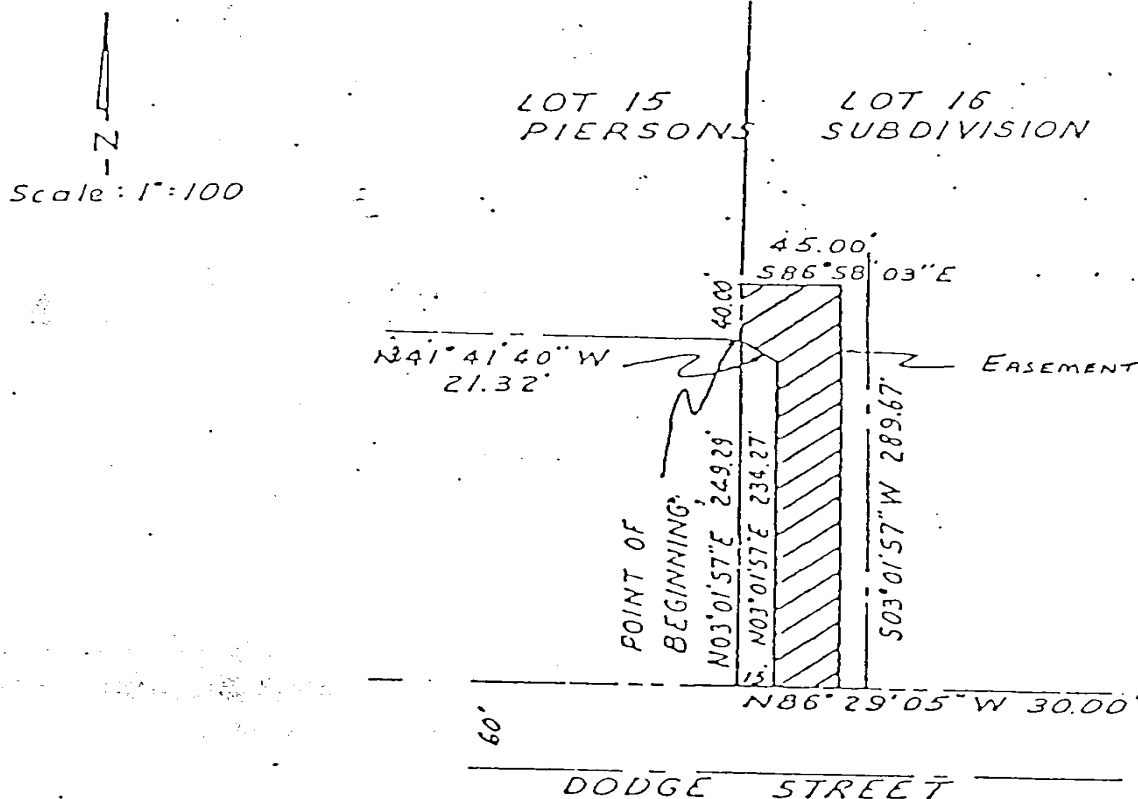 LOT 15
PIERSONS
LOT 16
SUBDIVISION
N
Scale: 1":100
45.00'
S86°58'03"E
40.00'
N41°41'40"W
21.32'
EASEMENT
POINT OF
BEGINNING
N03°01'57"E 249.29'
N03°01'57"E 234.27'
S03°01'57"W 289.67'
15.
N86°29'05"W 30.00'
60'
DODGE STREET